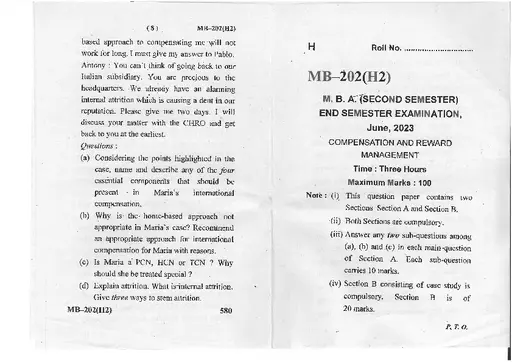 ( 8 ) MB–202(H2)
based approach to compensating me will not
work for long. I must give my answer to Pablo.
Antony : You can't think of going back to our
Italian subsidiary. You are precious to the
headquarters. We already have an alarming
internal attrition which is causing a dent in our
reputation. Please give me two days. I will
discuss your matter with the CHRO and get
back to you at the earliest.
Questions :
(a) Considering the points highlighted in the
case, name and describe any of the four
essential components that should be
present in Maria's international
compensation.
(b) Why is the home-based approach not
appropriate in Maria's case? Recommend
an appropriate approach for international
compensation for Maria with reasons.
(c) Is Maria a PCN, HCN or TCN ? Why
should she be treated special ?
(d) Explain attrition. What is internal attrition.
Give three ways to stem attrition.
MB–202(H2) 580
H Roll No. ..............................
MB–202(H2)
M. B. A. (SECOND SEMESTER)
END SEMESTER EXAMINATION,
June, 2023
COMPENSATION AND REWARD
MANAGEMENT
Time : Three Hours
Maximum Marks : 100
Note : (i) This question paper contains two
Sections Section A and Section B.
(ii) Both Sections are compulsory.
(iii) Answer any two sub-questions among
(a), (b) and (c) in each main question
of Section A. Each sub-question
carries 10 marks.
(iv) Section B consisting of case study is
compulsory. Section B is of
20 marks.
P. T. O.